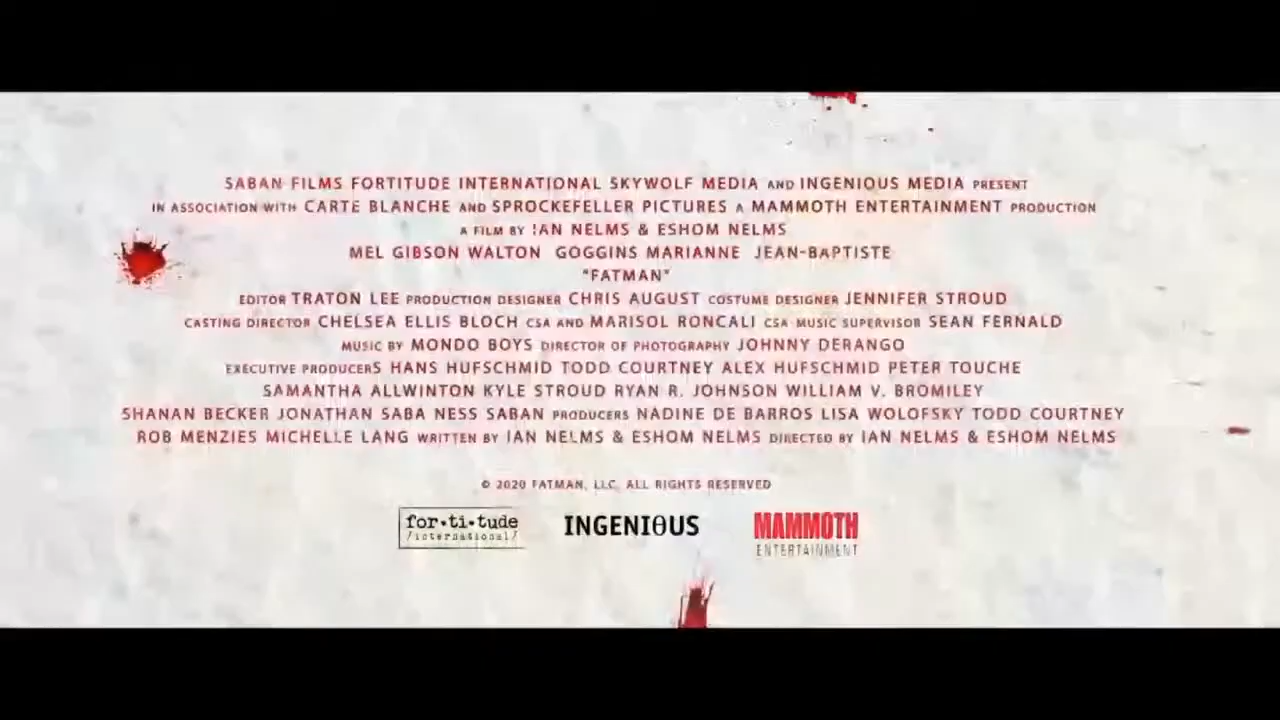 SABAN FILMS FORTITUDE INTERNATIONAL SKYWOLF MEDIA AND INGENIOUS MEDIA PRESENT
IN ASSOCIATION WITH CARTE BLANCHE AND SPROCKEFELLER PICTURES A MAMMOTH ENTERTAINMENT PRODUCTION
A FILM BY IAN NELMS & ESHOM NELMS
MEL GIBSON WALTON GOGGINS MARIANNE JEAN-BAPTISTE
"FATMAN"
EDITOR TRATON LEE PRODUCTION DESIGNER CHRIS AUGUST COSTUME DESIGNER JENNIFER STROUD
CASTING DIRECTOR CHELSEA ELLIS BLOCH CSA AND MARISOL RONCALI CSA MUSIC SUPERVISOR SEAN FERNALD
MUSIC BY MONDO BOYS DIRECTOR OF PHOTOGRAPHY JOHNNY DERANGO
EXECUTIVE PRODUCERS HANS HUFSCHMID TODD COURTNEY ALEX HUFSCHMID PETER TOUCHE
SAMANTHA ALLWINTON KYLE STROUD RYAN R. JOHNSON WILLIAM V. BROMILEY
SHANAN BECKER JONATHAN SABA NESS SABAN PRODUCERS NADINE DE BARROS LISA WOLOFSKY TODD COURTNEY
ROB MENZIES MICHELLE LANG WRITTEN BY IAN NELMS & ESHOM NELMS DIRECTED BY IAN NELMS & ESHOM NELMS
© 2020 FATMAN, LLC. ALL RIGHTS RESERVED
for•ti•tude
/international/
INGENIOUS
MAMMOTH
ENTERTAINMENT